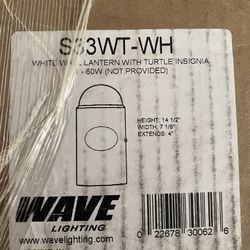 S33WT-WH
WHITE WALL LANTERN WITH TURTLE INSIGNIA
1 - 60W (NOT PROVIDED)
HEIGHT: 14 1/2"
WIDTH: 7 1/8"
EXTENDS: 4"
WAVE
LIGHTING
www.wavelighting.com
0 22678 30062 6